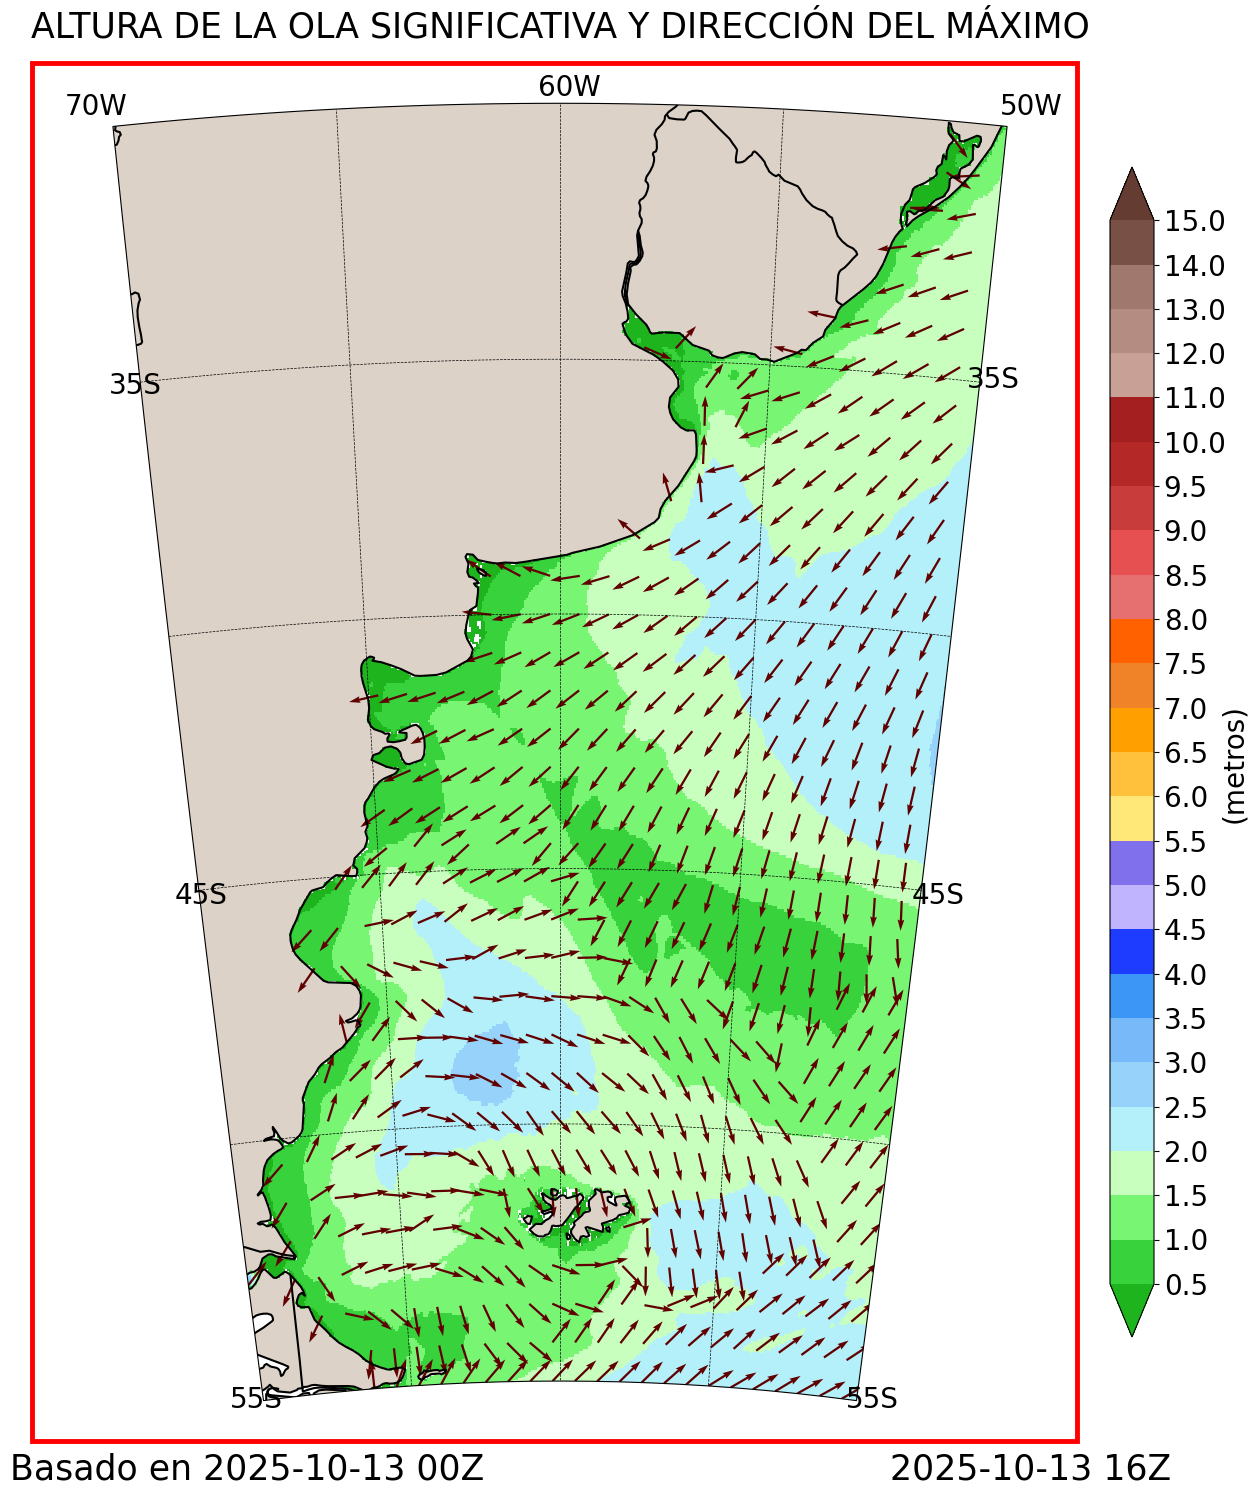 ALTURA DE LA OLA SIGNIFICATIVA Y DIRECCIÓN DEL MÁXIMO
70W
60W
50W
35S
35S
45S
45S
55S
55S
15.0
14.0
13.0
12.0
11.0
10.0
9.5
9.0
8.5
8.0
7.5
7.0
6.5
6.0
5.5
5.0
4.5
4.0
3.5
3.0
2.5
2.0
1.5
1.0
0.5
(metros)
Basado en 2025-10-13 00Z
2025-10-13 16Z